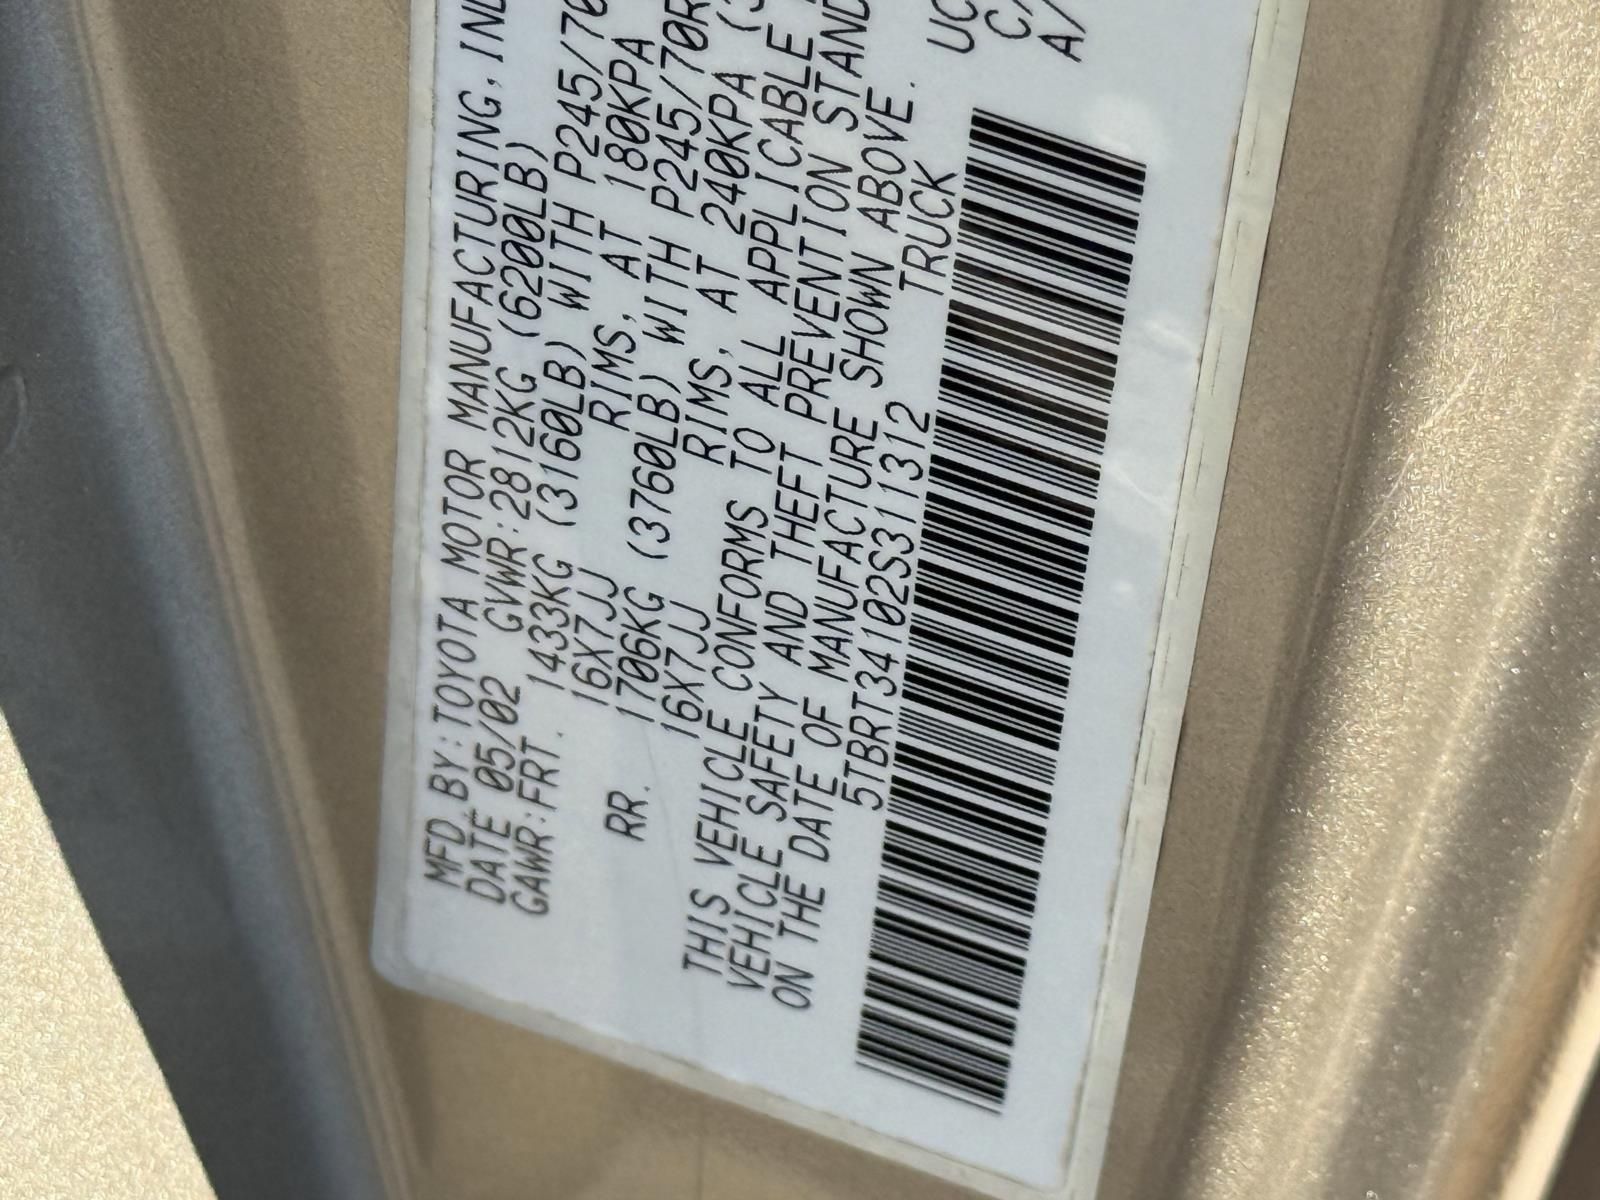 MFD BY: TOYOTA MOTOR MANUFACTURING, IND
DATE 05/02 GVWR: 2812KG (6200LB)
GAWR: FRT. 1433KG (3160LB) WITH P245/70
16X7JJ RIMS, AT 180KPA
RR. 1706KG (3760LB) WITH P245/70R
16X7JJ RIMS, AT 240KPA (3
THIS VEHICLE CONFORMS TO ALL APPLICABLE
VEHICLE SAFETY AND THEFT PREVENTION STAND
ON THE DATE OF MANUFACTURE SHOWN ABOVE.
5TBRT34102S311312 TRUCK
UC
C/
A/